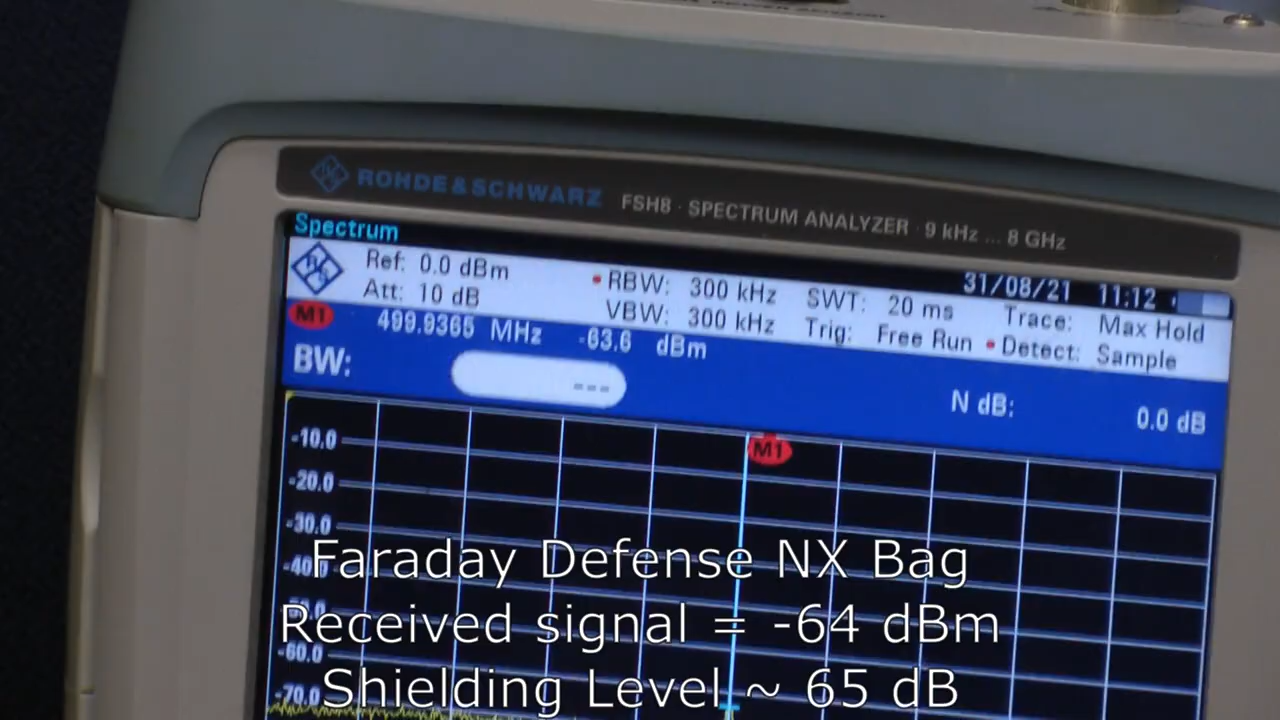 ROHDE & SCHWARZ FSH8 · SPECTRUM ANALYZER · 9 kHz ... 8 GHz
Spectrum
31/08/21 11:12
Ref: 0.0 dBm RBW: 300 kHz SWT: 20 ms Trace: Max Hold
Att: 10 dB VBW: 300 kHz Trig: Free Run Detect: Sample
M1 499.9365 MHz -63.6 dBm
BW: --- N dB: 0.0 dB
M1
-10.0
-20.0
-30.0
-40.0
Faraday Defense NX Bag
Received signal = -64 dBm
-60.0
-70.0
Shielding Level ~ 65 dB